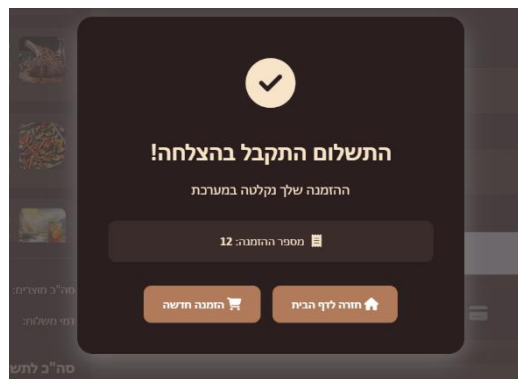 התשלום התקבל בהצלחה!
ההזמנה שלך נקלטה במערכת
מספר ההזמנה: 12
חזרה לדף הבית
הזמנה חדשה
סה"כ מוצרים:
דמי משלוח:
סה"כ לתש